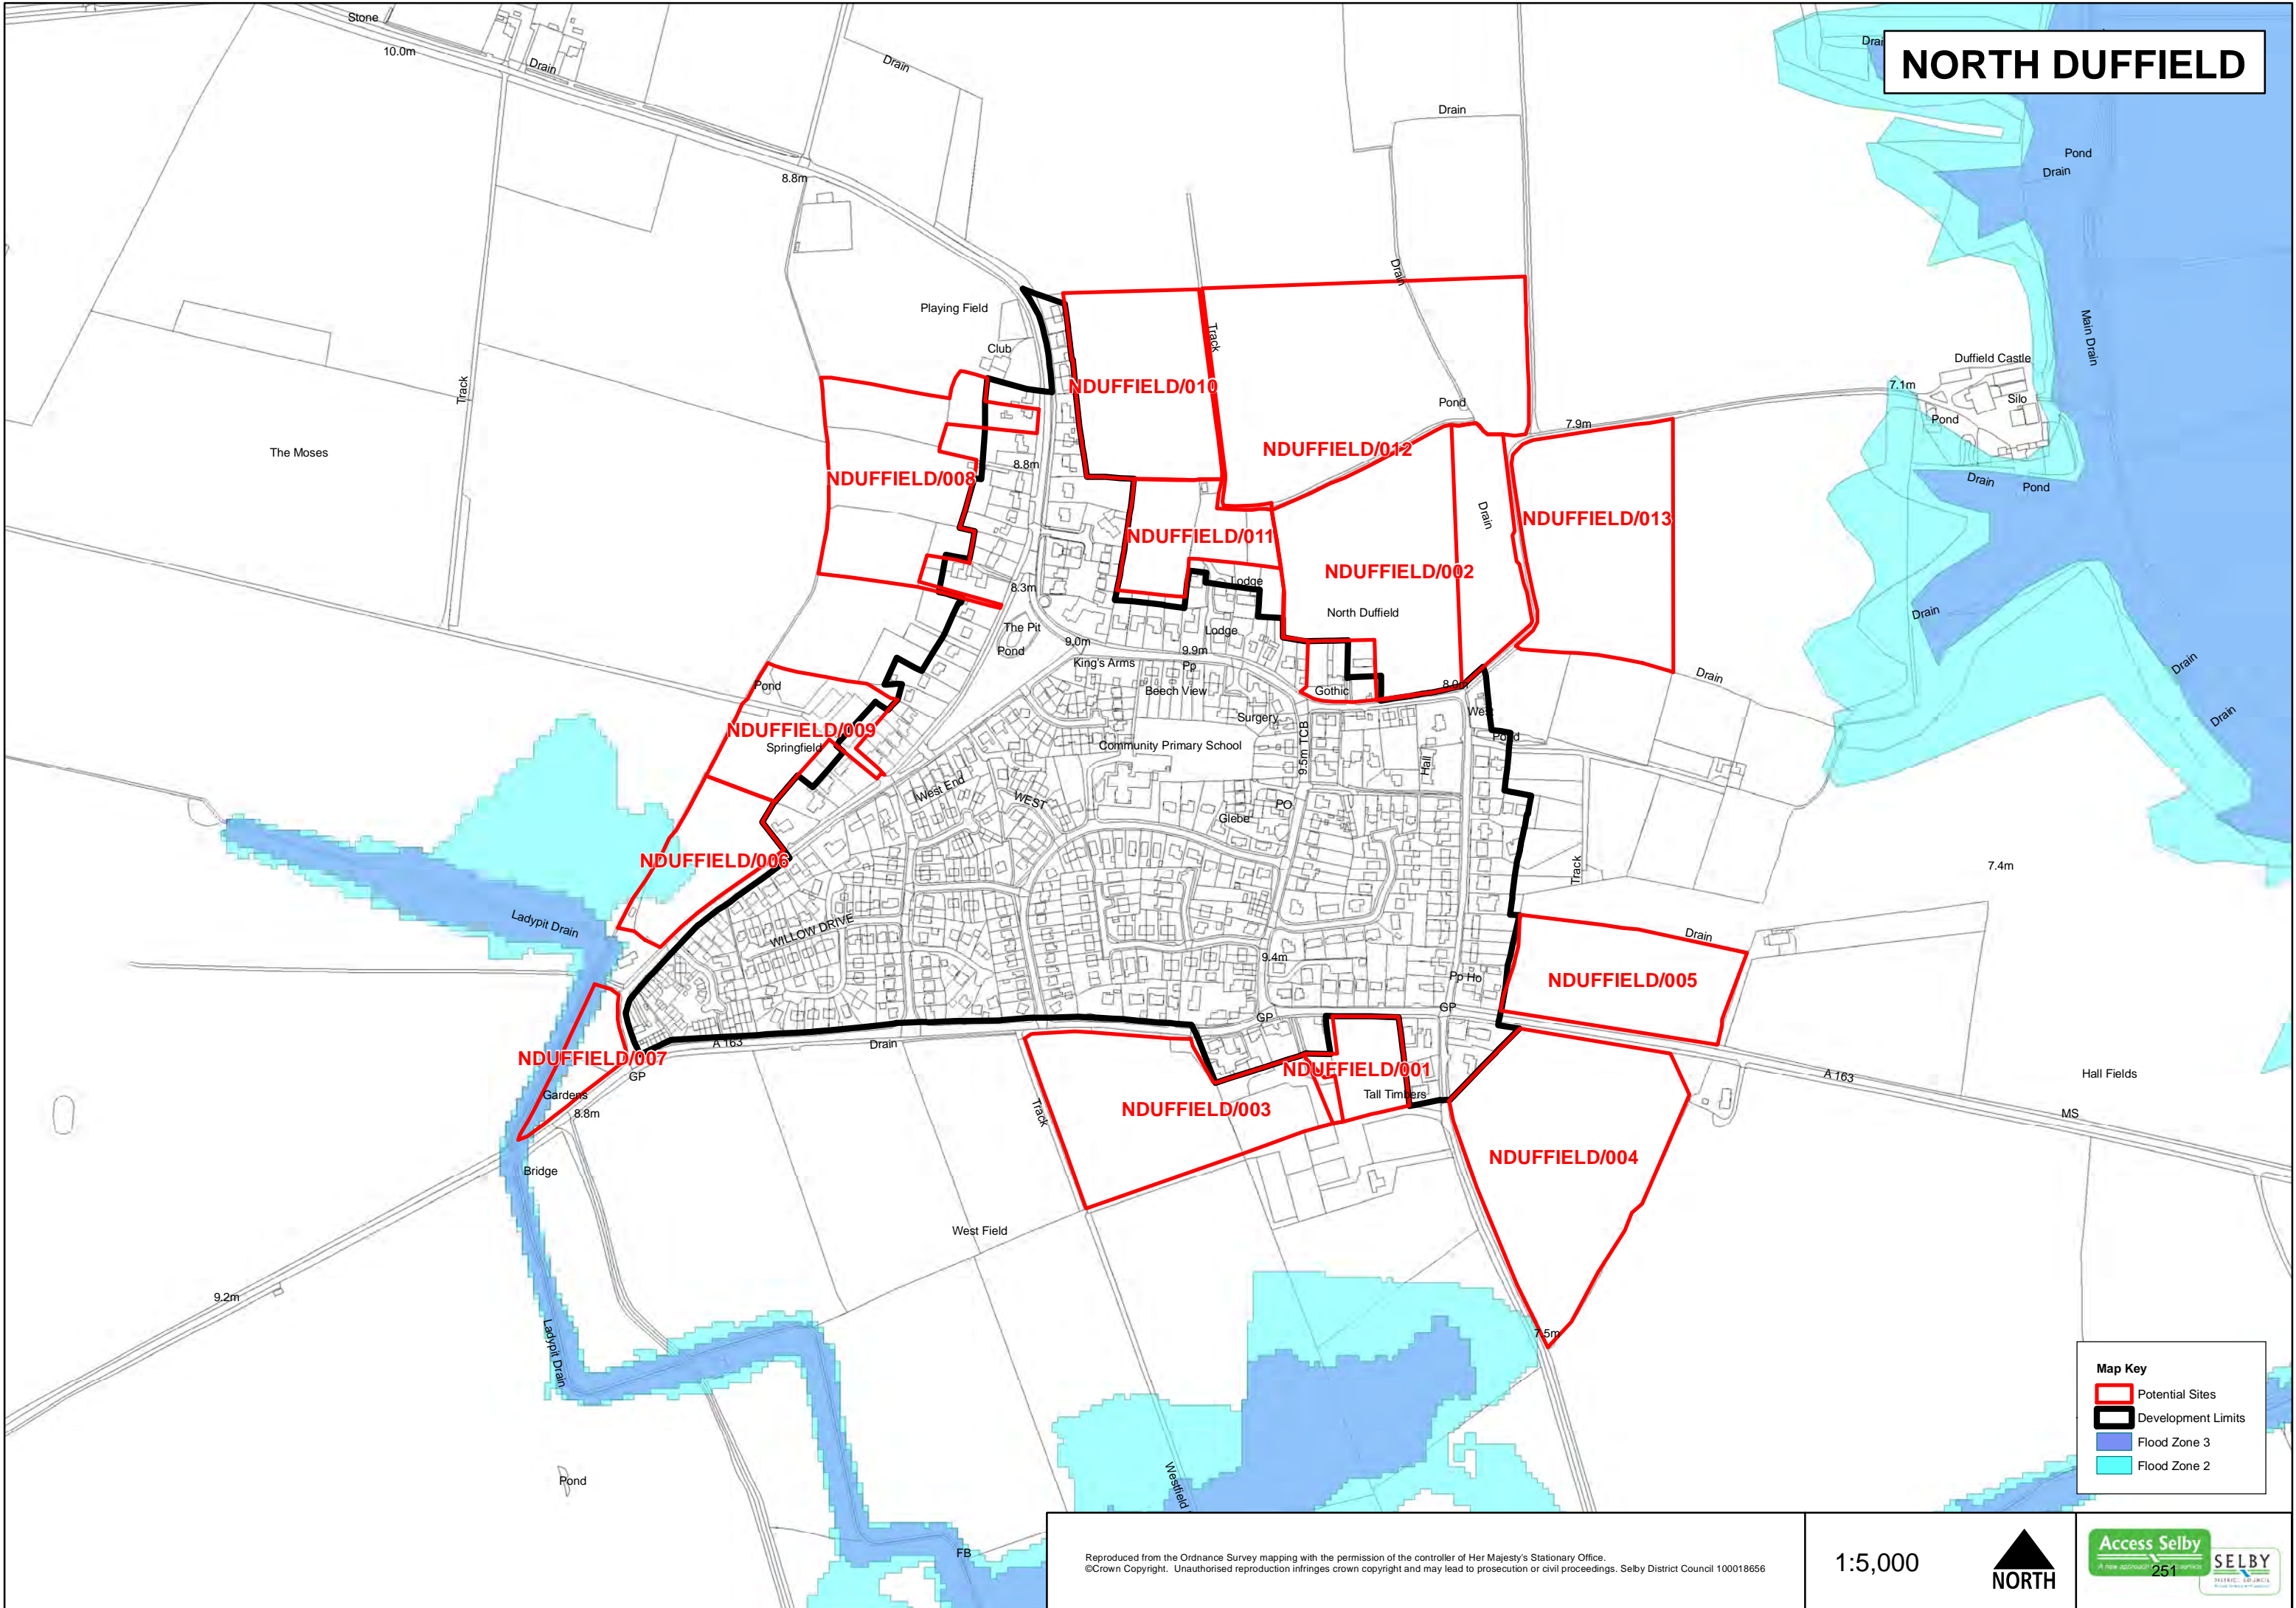 NORTH DUFFIELD
Stone
10.0m
Drain
Drain
Drain
Pond
Drain
8.8m
Drain
Playing Field
Club
Track
Main Drain
Duffield Castle
7.1m
Silo
Pond
Track
NDUFFIELD/010
Pond
7.9m
NDUFFIELD/012
The Moses
8.8m
NDUFFIELD/008
Drain
Pond
Drain
NDUFFIELD/013
NDUFFIELD/011
NDUFFIELD/002
Lodge
8.3m
North Duffield
Drain
The Pit
Pond
9.0m
Lodge
9.9m
King's Arms
Pp
Beech View
Gothic
8.0m
Drain
Drain
Drain
Pond
Surgery
NDUFFIELD/009
Springfield
Community Primary School
9.5m TCB
Hall
Pond
West End
WEST
PO
Glebe
NDUFFIELD/006
Track
7.4m
Ladypit Drain
WILLOW DRIVE
Drain
9.4m
Pp Ho
NDUFFIELD/005
GP
GP
A 163
Drain
NDUFFIELD/007
GP
Gardens
8.8m
NDUFFIELD/001
Tall Timbers
NDUFFIELD/003
Track
A 163
Hall Fields
MS
NDUFFIELD/004
Bridge
West Field
9.2m
Ladypit Drain
7.5m
Map Key
Potential Sites
Development Limits
Flood Zone 3
Flood Zone 2
Pond
Westfield
FB
Reproduced from the Ordnance Survey mapping with the permission of the controller of Her Majesty's Stationary Office.
©Crown Copyright. Unauthorised reproduction infringes crown copyright and may lead to prosecution or civil proceedings. Selby District Council 100018656
1:5,000
NORTH
Access Selby
251
SELBY
DISTRICT COUNCIL